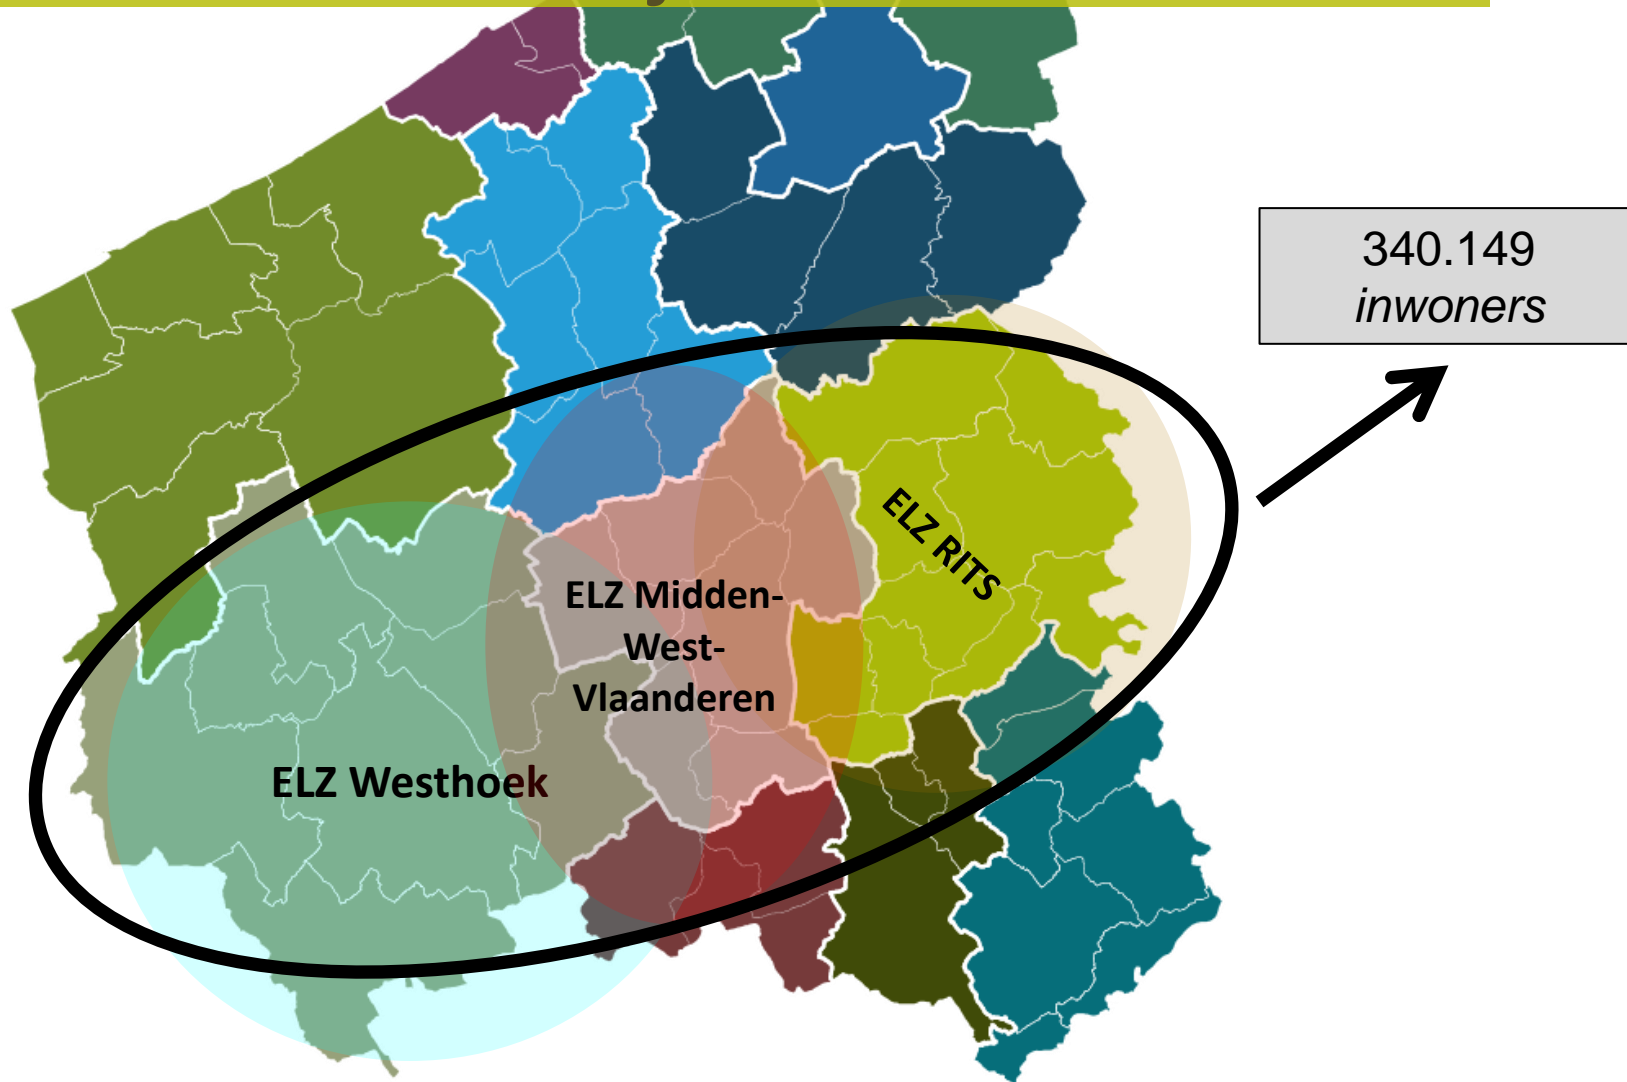 340.149
inwoners
ELZ RITS
ELZ Midden-
West-
Vlaanderen
ELZ Westhoek